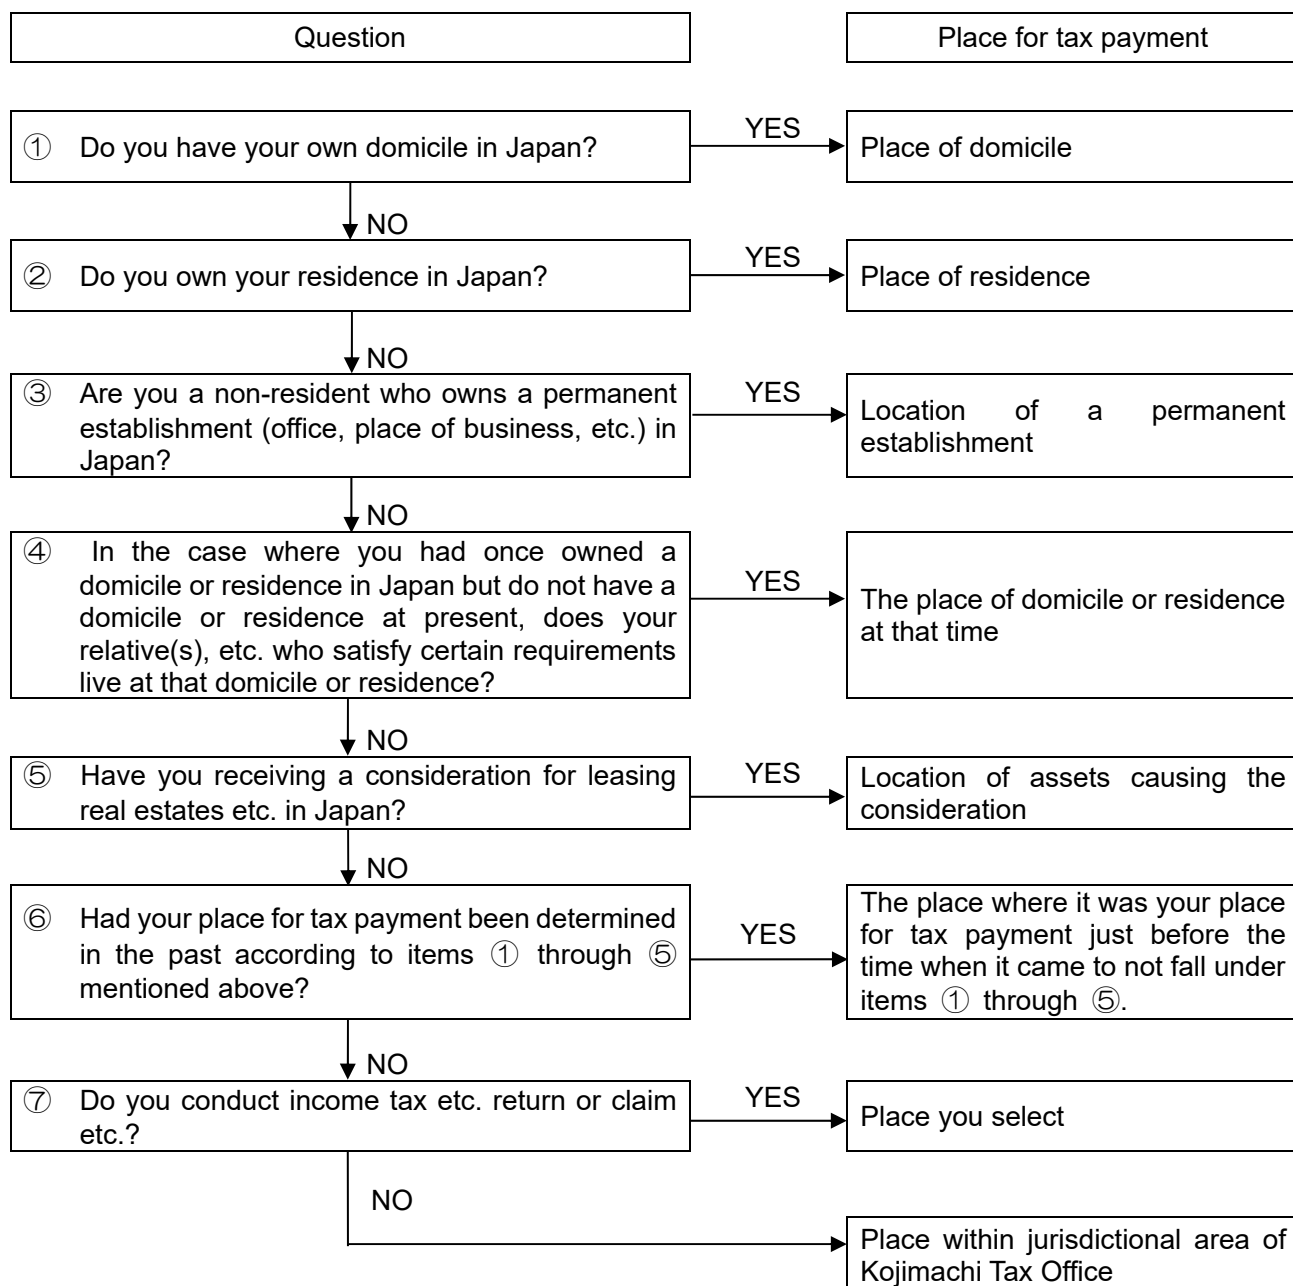 Question
Place for tax payment
① Do you have your own domicile in Japan?
YES
Place of domicile
NO
② Do you own your residence in Japan?
YES
Place of residence
NO
③ Are you a non-resident who owns a permanent
establishment (office, place of business, etc.) in
Japan?
YES
Location of a permanent
establishment
NO
④ In the case where you had once owned a
domicile or residence in Japan but do not have a
domicile or residence at present, does your
relative(s), etc. who satisfy certain requirements
live at that domicile or residence?
YES
The place of domicile or residence
at that time
NO
⑤ Have you receiving a consideration for leasing
real estates etc. in Japan?
YES
Location of assets causing the
consideration
NO
⑥ Had your place for tax payment been determined
in the past according to items ① through ⑤
mentioned above?
YES
The place where it was your place
for tax payment just before the
time when it came to not fall under
items ① through ⑤.
NO
⑦ Do you conduct income tax etc. return or claim
etc.?
YES
Place you select
NO
Place within jurisdictional area of
Kojimachi Tax Office